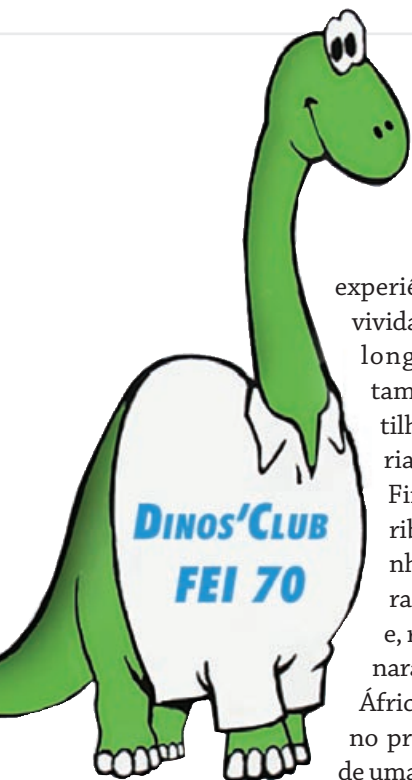 DINOS'CLUB
FEI 70
experiê
vivida
long
tam
tilh
ria
Fi
rib
nh
ra
e,
nara
Áfric
no pr
de uma